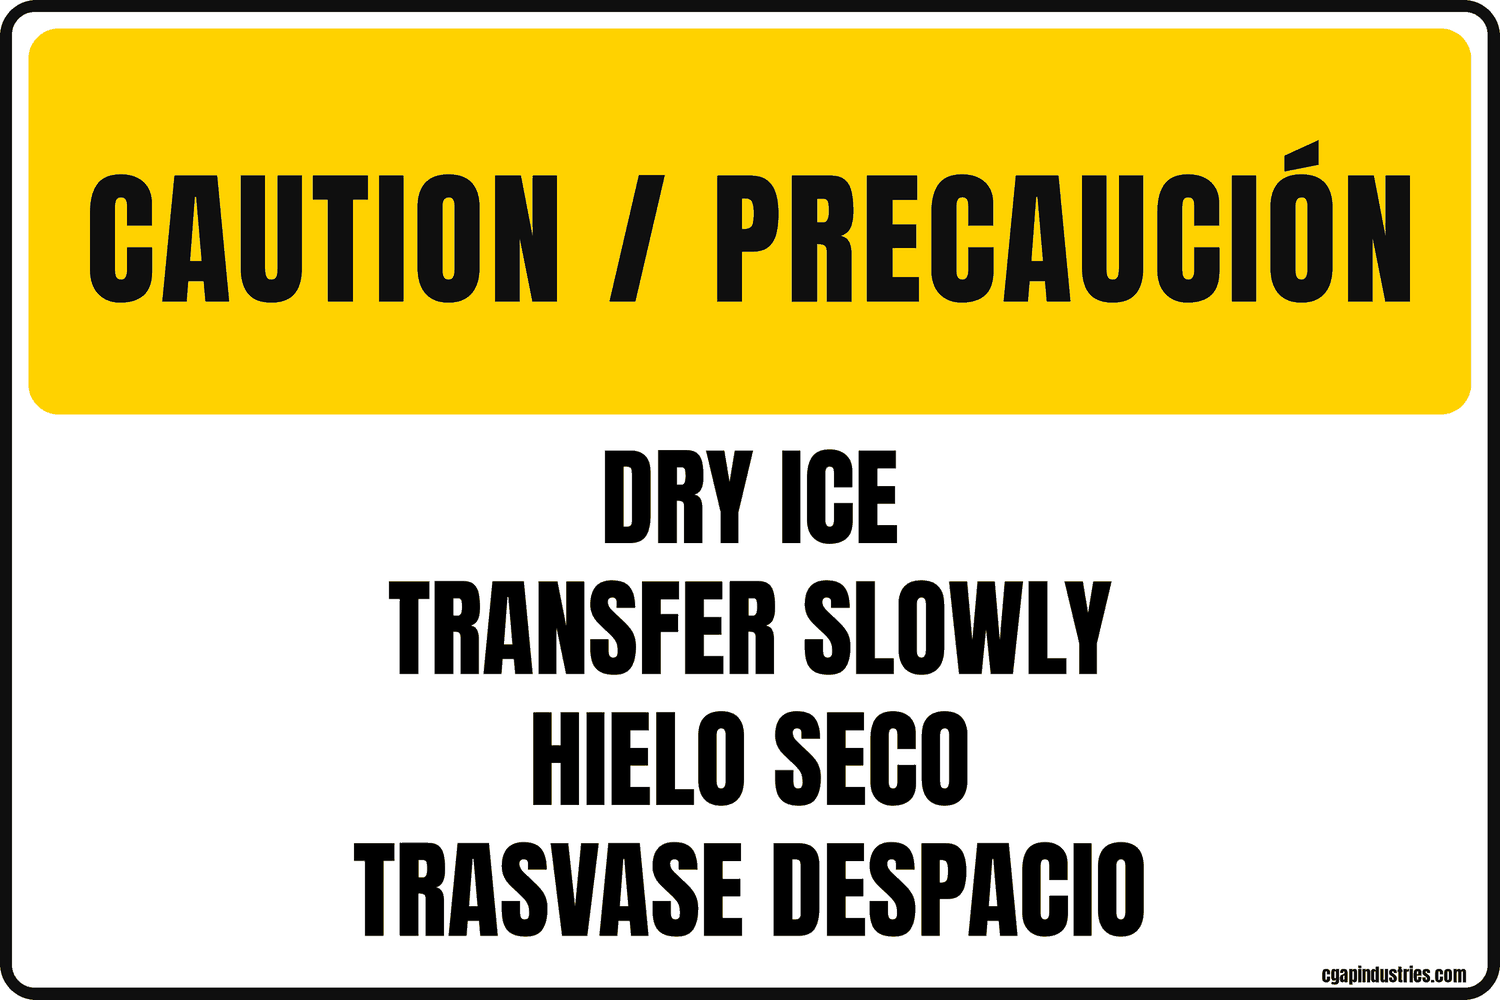 CAUTION / PRECAUCIÓN
DRY ICE
TRANSFER SLOWLY
HIELO SECO
TRASVASE DESPACIO
cgapindustries.com